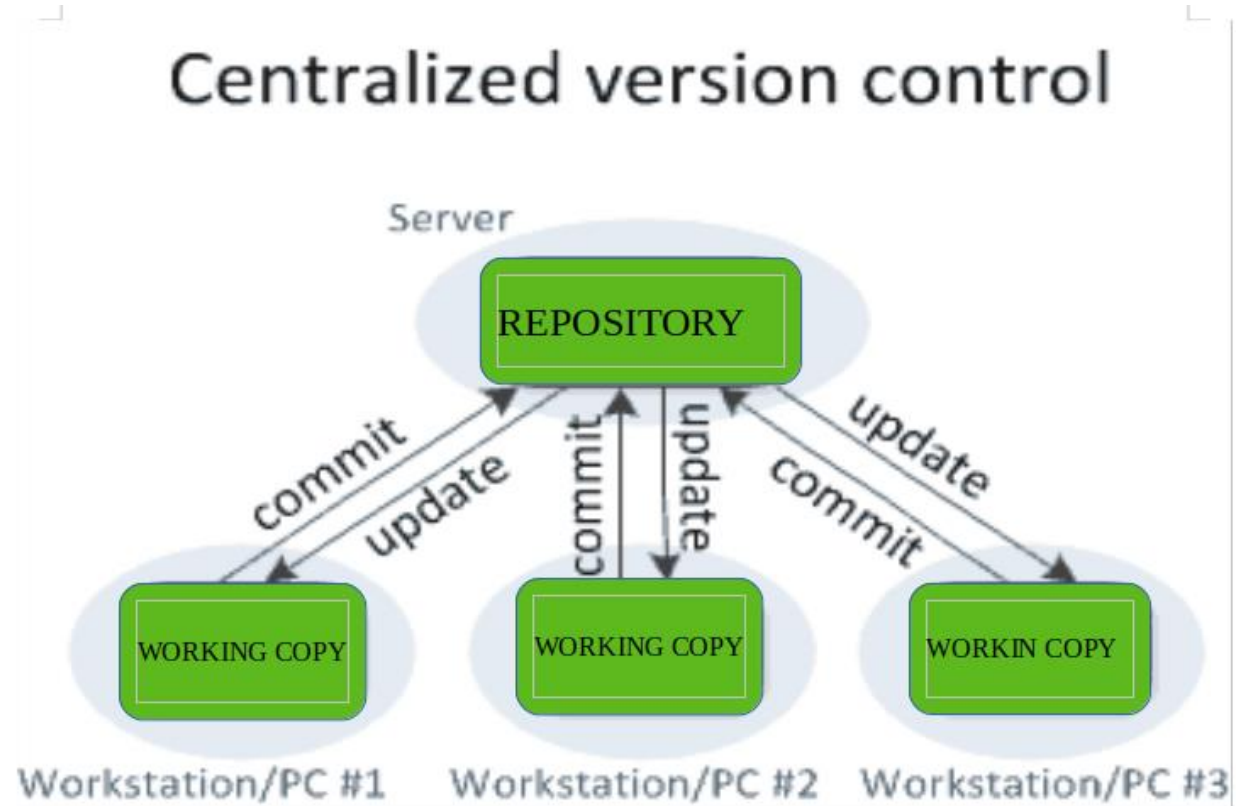 Centralized version control
Server
REPOSITORY
commit
update
commit
update
commit
update
WORKING COPY
WORKING COPY
WORKIN COPY
Workstation/PC #1
Workstation/PC #2
Workstation/PC #3